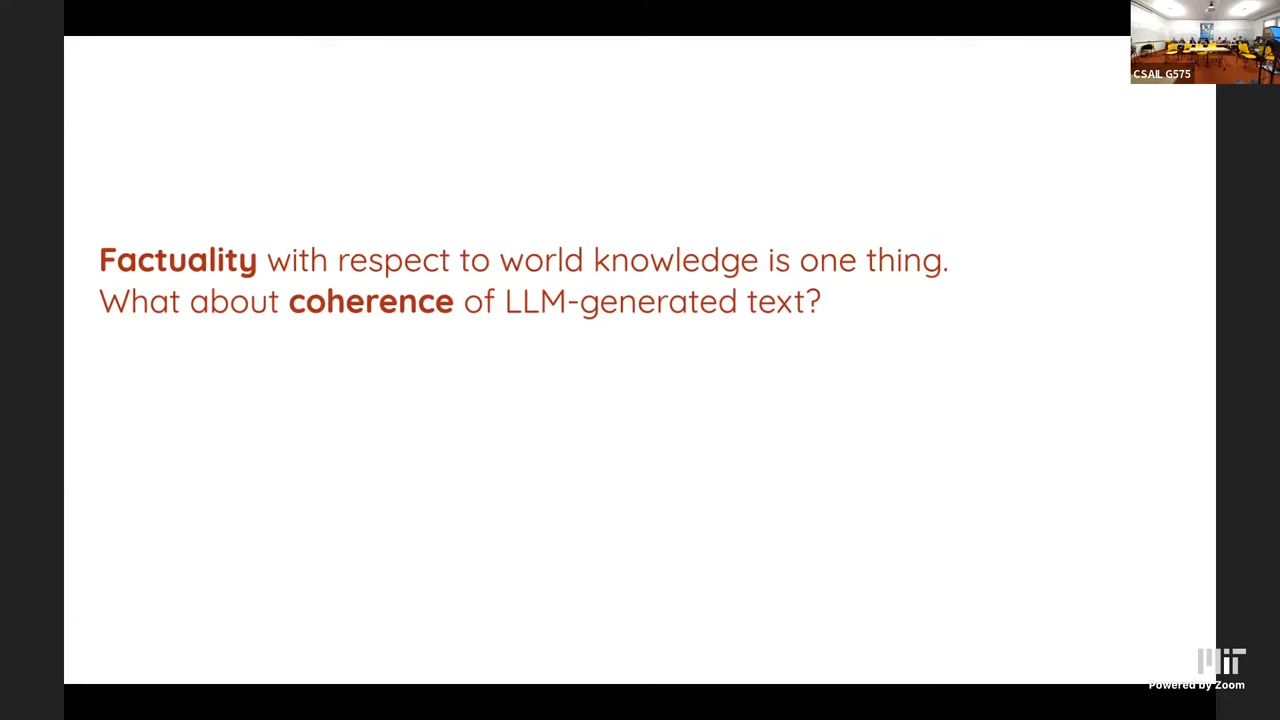 CSAIL G575
Factuality with respect to world knowledge is one thing.
What about coherence of LLM-generated text?
MIT
Powered by Zoom